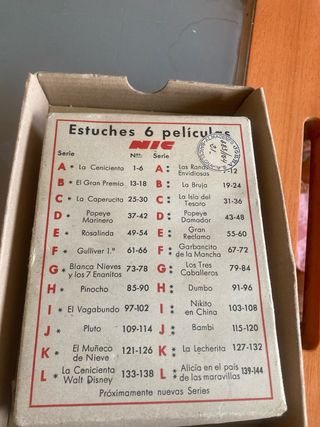 Estuches 6 películas
NIC
Serie Nºs: Serie
A * La Cenicienta 1-6 A * Las Ranas Envidiosas 7-12
B * El Gran Premio 13-18 B * La Bruja 19-24
C * La Caperucita 25-30 C * La Isla del Tesoro 31-36
D * Popeye Marinero 37-42 D * Popeye Domador 43-48
E * Rosalinda 49-54 E * Gran Reclamo 55-60
F * Gulliver 1.ª 61-66 F * Garbancito de la Mancha 67-72
G * Blanca Nieves y los 7 Enanitos 73-78 G * Los Tres Caballeros 79-84
H * Pinocho 85-90 H * Dumbo 91-96
I * El Vagabundo 97-102 I * Nikito en China 103-108
J * Pluto 109-114 J * Bambi 115-120
K * El Muñeco de Nieve 121-126 K * La Lecherita 127-132
L * La Cenicienta Walt Disney 133-138 L * Alicia en el país de las maravillas 139-144
Próximamente nuevas Series